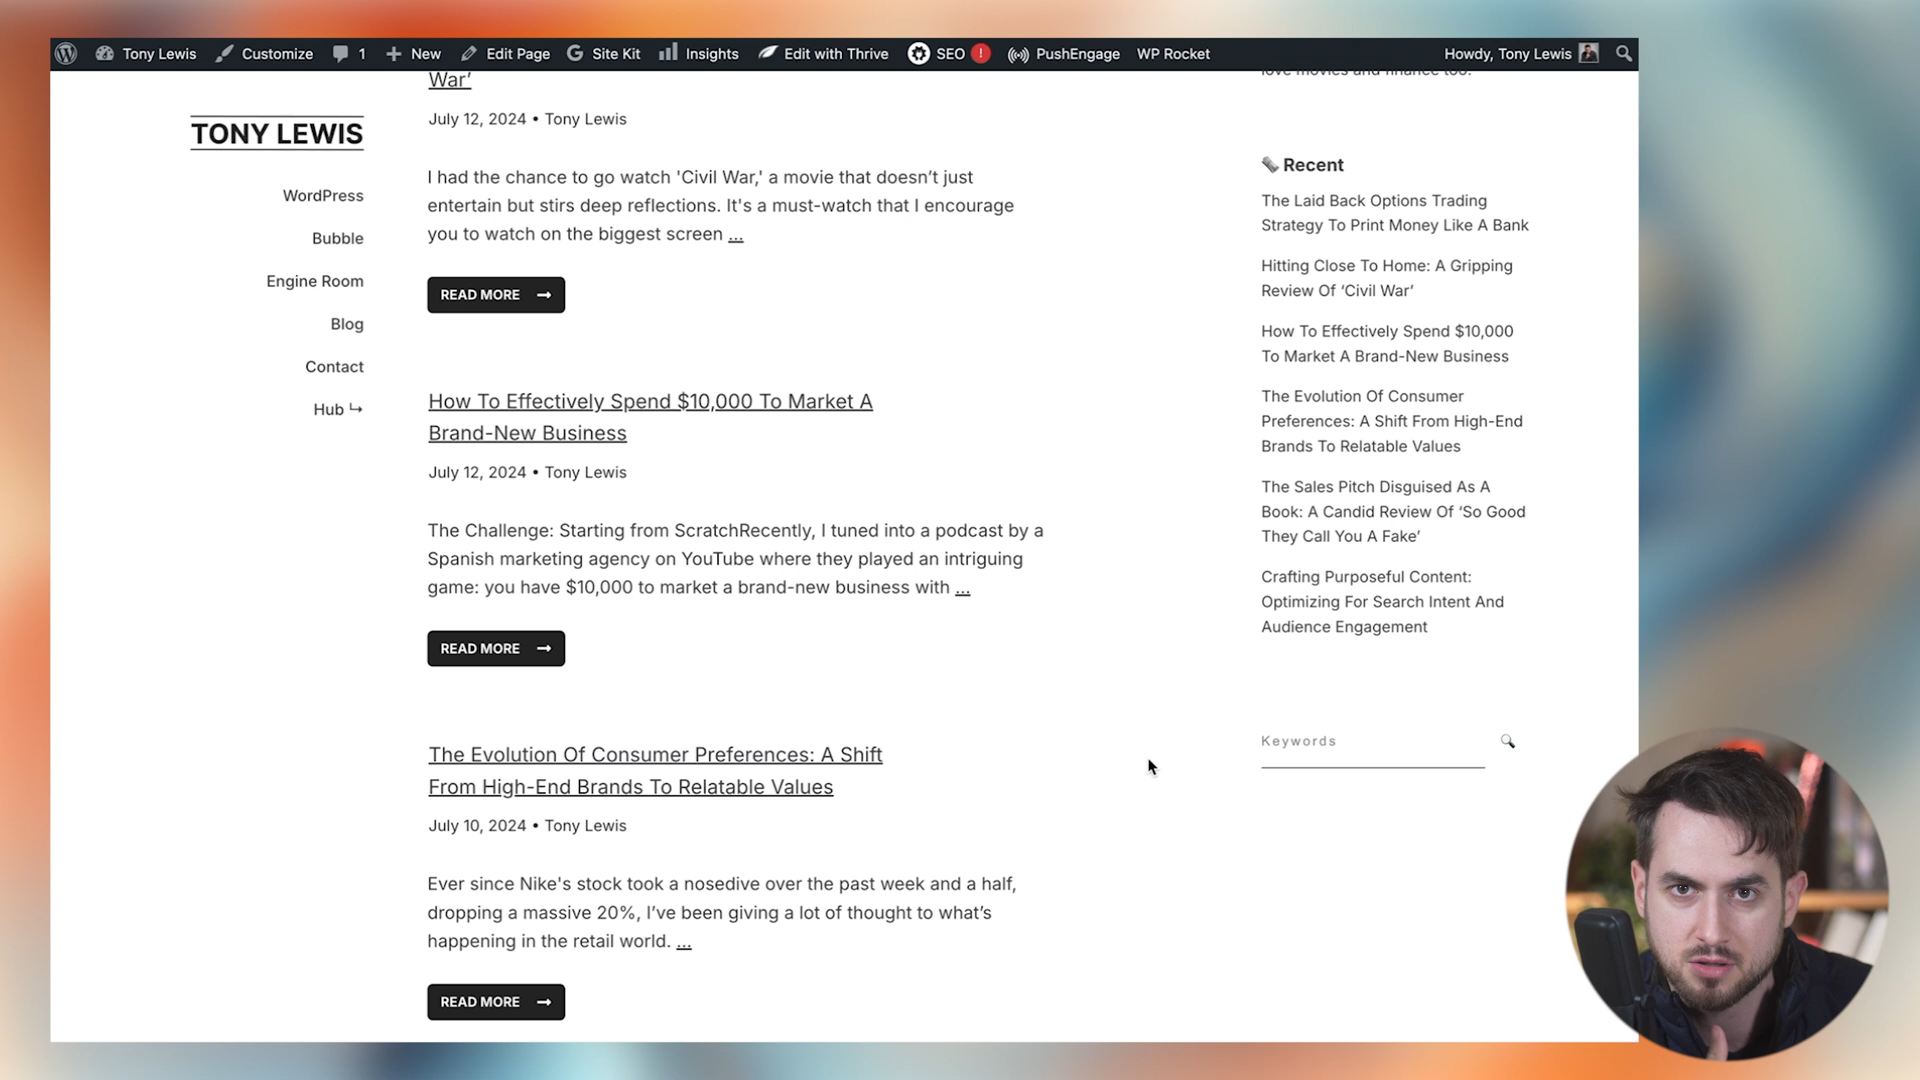 Tony Lewis
Customize
1
New
Edit Page
Site Kit
Insights
Edit with Thrive
SEO !
PushEngage
WP Rocket
Howdy, Tony Lewis
TONY LEWIS
WordPress
Bubble
Engine Room
Blog
Contact
Hub ↪
War’
July 12, 2024 • Tony Lewis
I had the chance to go watch 'Civil War,' a movie that doesn’t just
entertain but stirs deep reflections. It's a must-watch that I encourage
you to watch on the biggest screen ...
READ MORE →
How To Effectively Spend $10,000 To Market A
Brand-New Business
July 12, 2024 • Tony Lewis
The Challenge: Starting from ScratchRecently, I tuned into a podcast by a
Spanish marketing agency on YouTube where they played an intriguing
game: you have $10,000 to market a brand-new business with ...
READ MORE →
The Evolution Of Consumer Preferences: A Shift
From High-End Brands To Relatable Values
July 10, 2024 • Tony Lewis
Ever since Nike's stock took a nosedive over the past week and a half,
dropping a massive 20%, I’ve been giving a lot of thought to what’s
happening in the retail world. ...
READ MORE →
love movies and finance too.
Recent
The Laid Back Options Trading
Strategy To Print Money Like A Bank
Hitting Close To Home: A Gripping
Review Of ‘Civil War’
How To Effectively Spend $10,000
To Market A Brand-New Business
The Evolution Of Consumer
Preferences: A Shift From High-End
Brands To Relatable Values
The Sales Pitch Disguised As A
Book: A Candid Review Of ‘So Good
They Call You A Fake’
Crafting Purposeful Content:
Optimizing For Search Intent And
Audience Engagement
Keywords